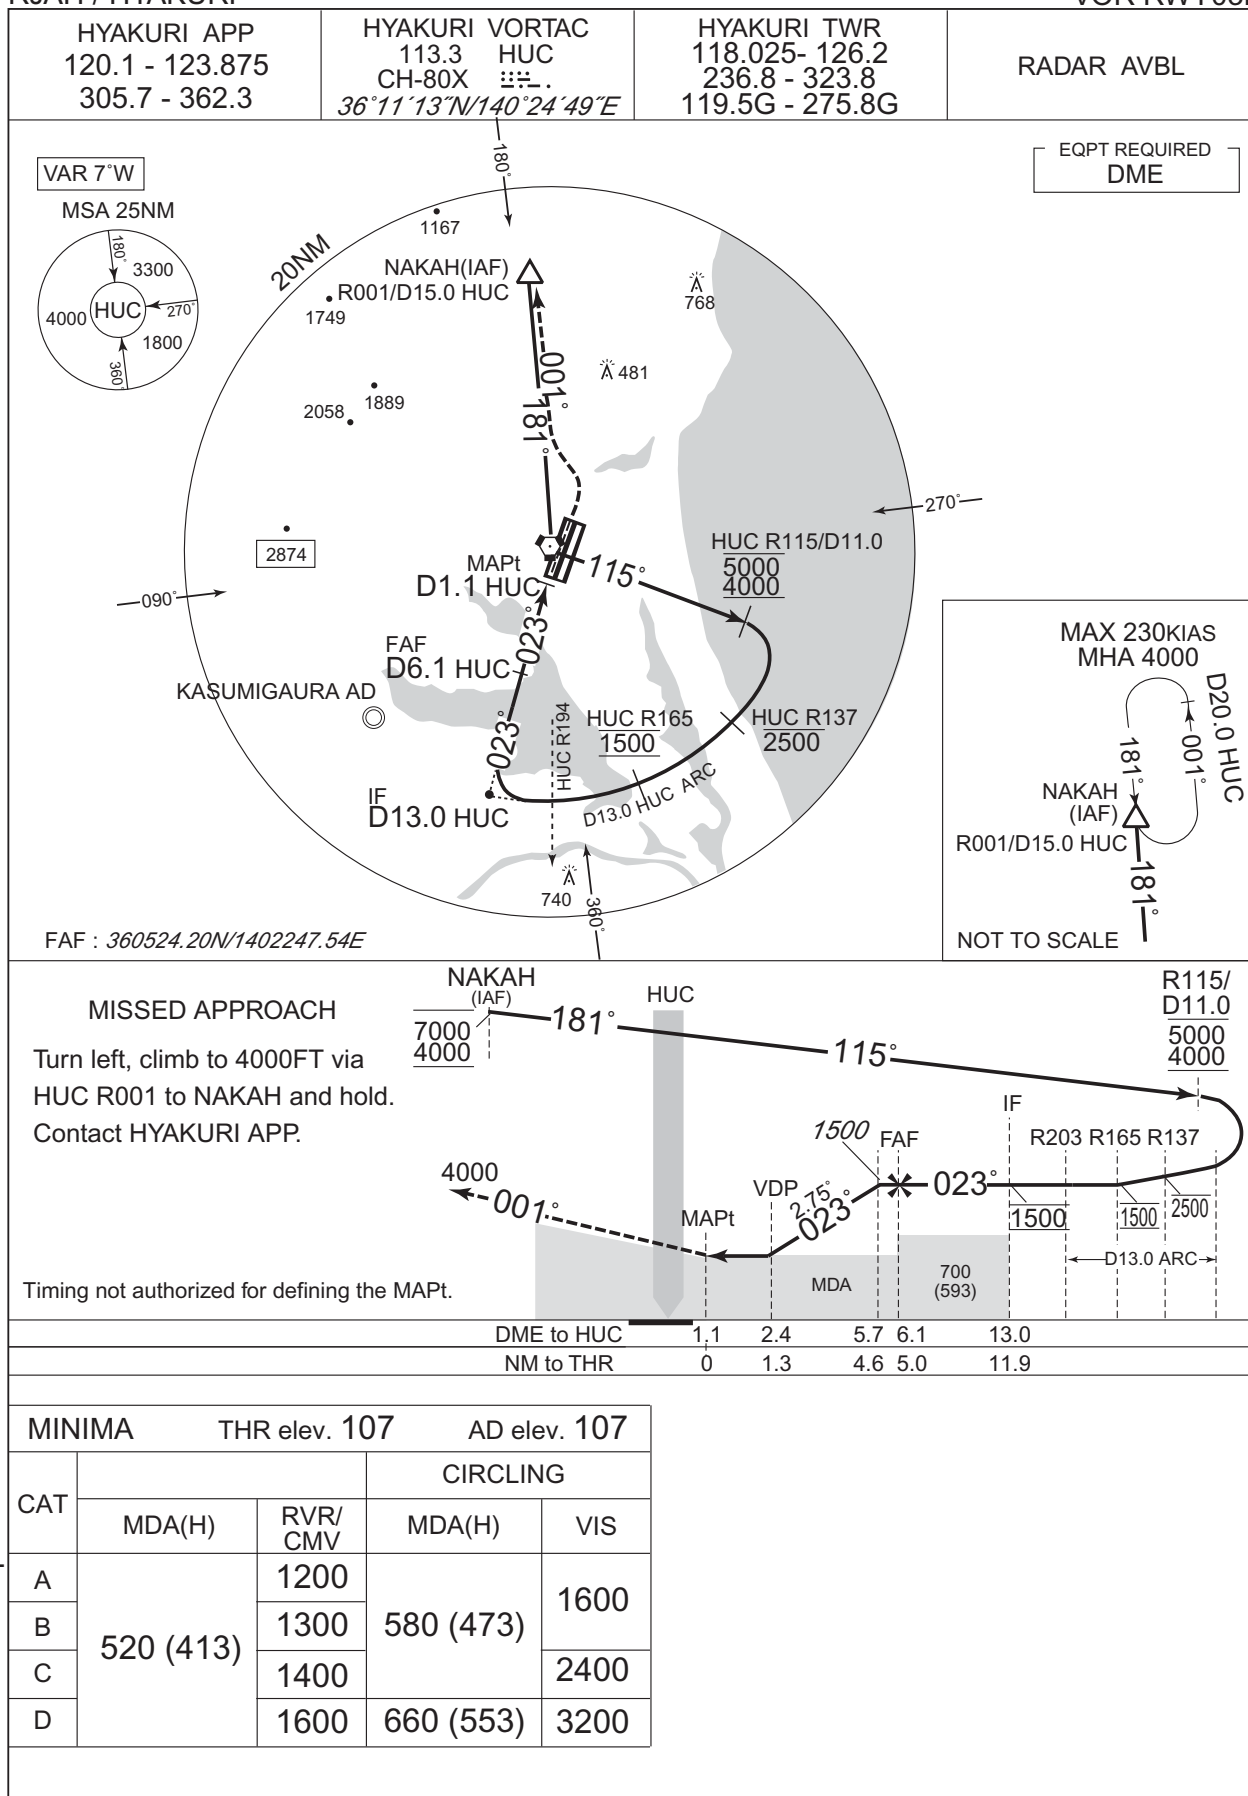 HYAKURI APP
120.1 - 123.875
305.7 - 362.3
HYAKURI VORTAC
113.3 HUC
CH-80X
36°11´13˝N/140°24´49˝E
HYAKURI TWR
118.025- 126.2
236.8 - 323.8
119.5G - 275.8G
RADAR AVBL
VAR 7°W
MSA 25NM
180°
3300
4000
HUC
270°
1800
360°
EQPT REQUIRED
DME
180°
20NM
1167
NAKAH(IAF)
R001/D15.0 HUC
1749
768
001°
181°
481
1889
2058
270°
2874
090°
MAPt
D1.1 HUC
115°
HUC R115/D11.0
5000
4000
023°
FAF
D6.1 HUC
KASUMIGAURA AD
023°
HUC R194
HUC R165
1500
HUC R137
2500
IF
D13.0 HUC
D13.0 HUC ARC
740
360°
FAF : 360524.20N/1402247.54E
MAX 230KIAS
MHA 4000
D20.0 HUC
181°
001°
NAKAH
(IAF)
R001/D15.0 HUC
181°
NOT TO SCALE
MISSED APPROACH
Turn left, climb to 4000FT via
HUC R001 to NAKAH and hold.
Contact HYAKURI APP.
Timing not authorized for defining the MAPt.
NAKAH
(IAF)
7000
4000
181°
HUC
115°
R115/
D11.0
5000
4000
IF
R203 R165 R137
1500
FAF
4000
001°
MAPt
VDP
2.75°
023°
023°
1500
1500
2500
D13.0 ARC
MDA
700
(593)
DME to HUC 1.1 2.4 5.7 6.1 13.0
NM to THR 0 1.3 4.6 5.0 11.9
MINIMA THR elev. 107 AD elev. 107
CAT
CIRCLING
MDA(H)
RVR/
CMV
MDA(H)
VIS
A
B
C
D
520 (413)
1200
1300
1400
1600
580 (473)
660 (553)
1600
2400
3200